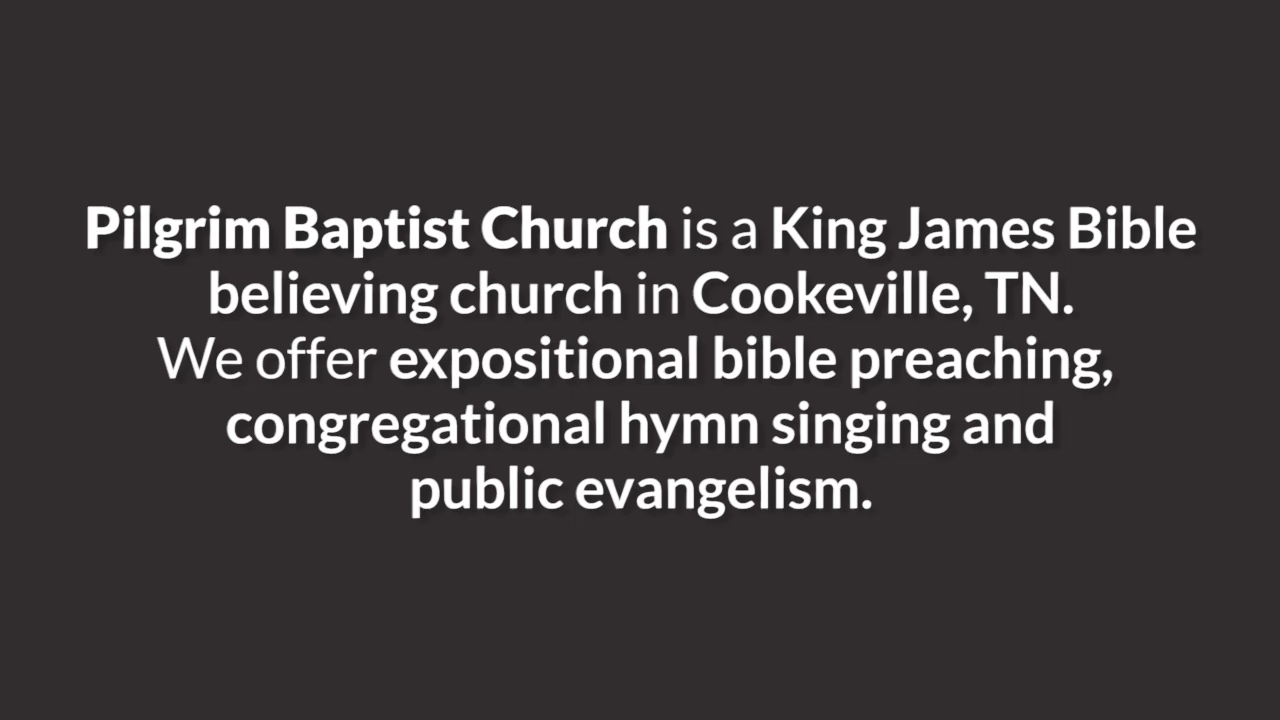 Pilgrim Baptist Church is a King James Bible
believing church in Cookeville, TN.
We offer expositional bible preaching,
congregational hymn singing and
public evangelism.